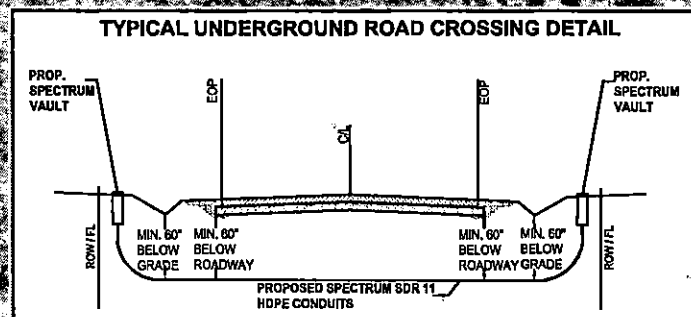 TYPICAL UNDERGROUND ROAD CROSSING DETAIL
PROP.
SPECTRUM
VAULT
EOP
C/L
EOP
PROP.
SPECTRUM
VAULT
ROW/FL
MIN. 60"
BELOW
GRADE
MIN. 60"
BELOW
ROADWAY
MIN. 60"
BELOW
ROADWAY
MIN. 60"
BELOW
GRADE
ROW/FL
PROPOSED SPECTRUM SDR 11
HDPE CONDUITS